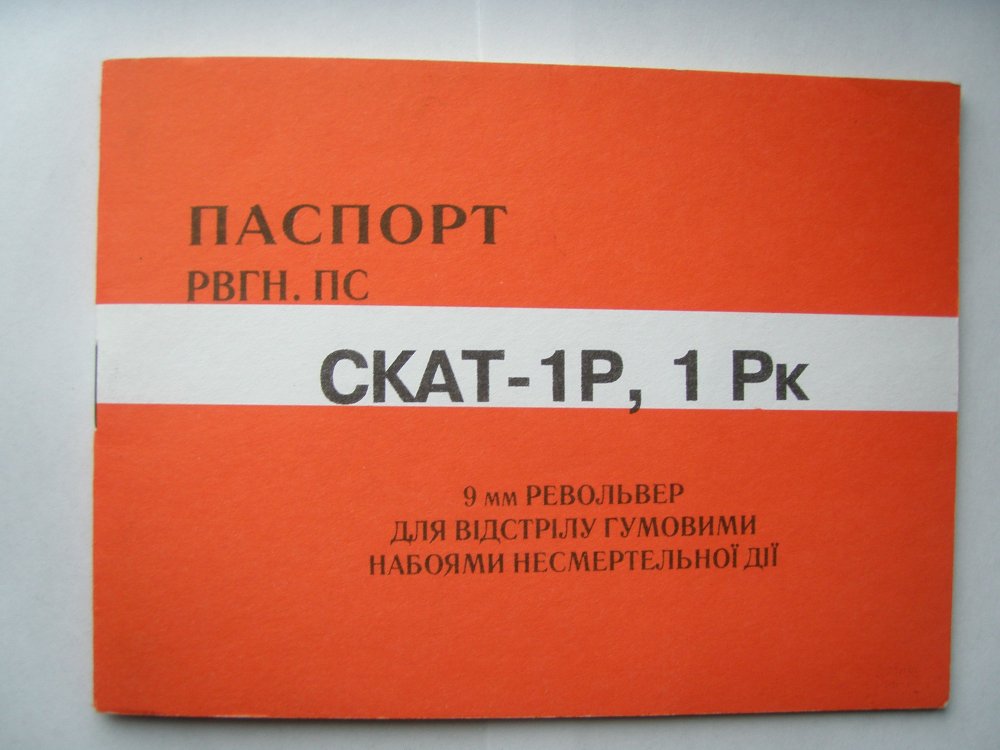 ПАСПОРТ
РВГН. ПС
СКАТ-1Р, 1 Рк
9 мм РЕВОЛЬВЕР
ДЛЯ ВІДСТРІЛУ ГУМОВИМИ
НАБОЯМИ НЕСМЕРТЕЛЬНОЇ ДІЇ